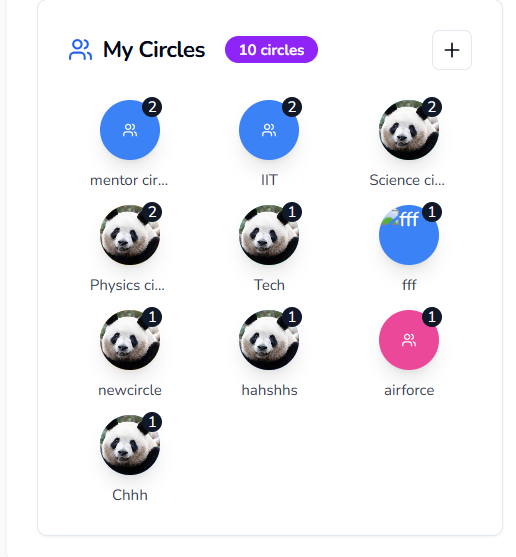 My Circles 10 circles
2 2 2
mentor cir... IIT Science ci...
2 1 fff 1
Physics ci... Tech fff
1 1 1
newcircle hahshhs airforce
1
Chhh